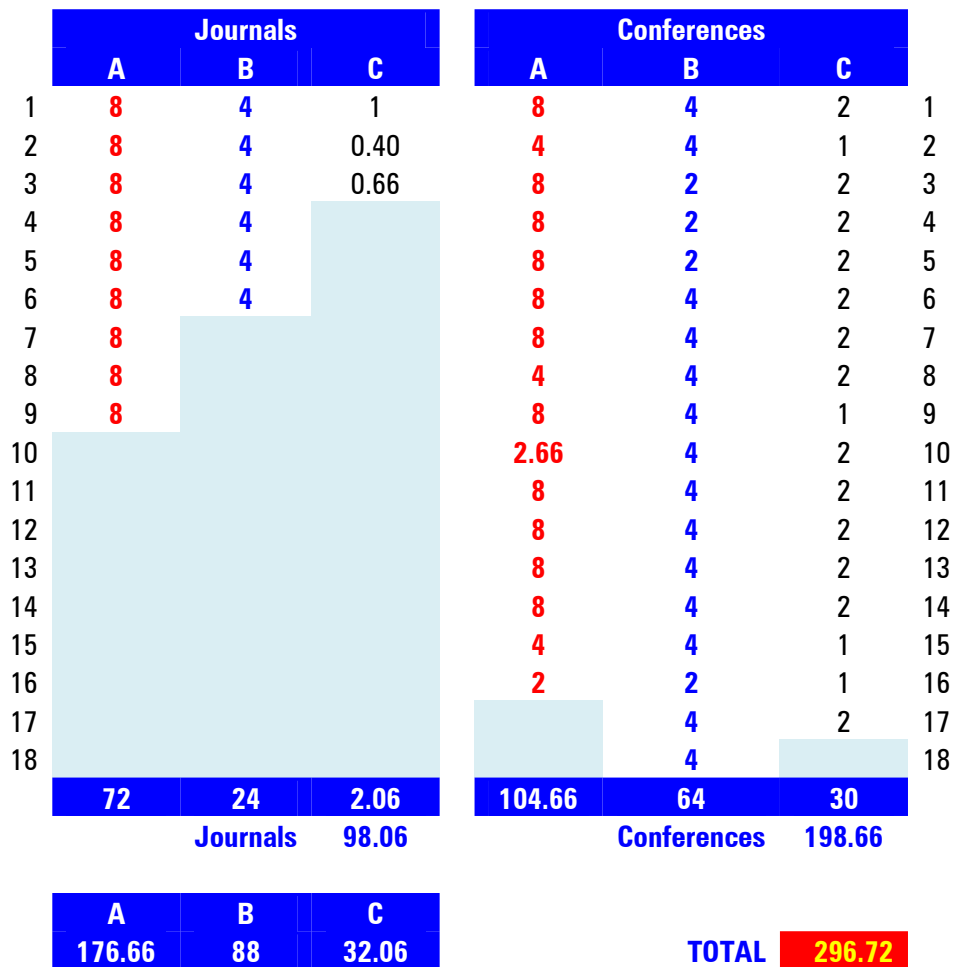 Journals Conferences
A B C A B C
1 8 4 1 8 4 2 1
2 8 4 0.40 4 4 1 2
3 8 4 0.66 8 2 2 3
4 8 4 8 2 2 4
5 8 4 8 2 2 5
6 8 4 8 4 2 6
7 8 8 4 2 7
8 8 4 4 2 8
9 8 8 4 1 9
10 2.66 4 2 10
11 8 4 2 11
12 8 4 2 12
13 8 4 2 13
14 8 4 2 14
15 4 4 1 15
16 2 2 1 16
17 4 2 17
18 4 18
72 24 2.06 104.66 64 30
Journals 98.06 Conferences 198.66
A B C
176.66 88 32.06 TOTAL 296.72